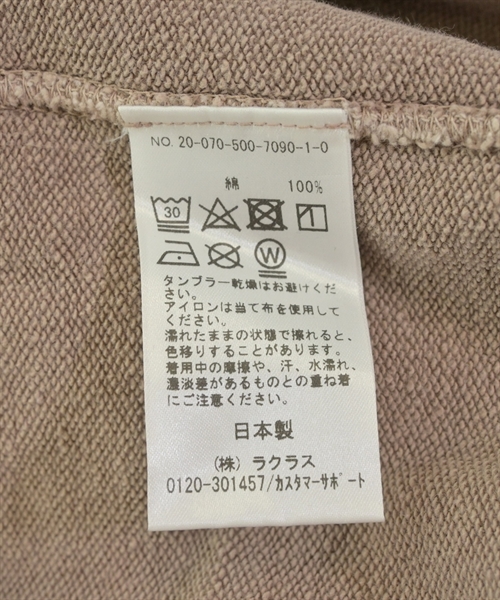 NO. 20-070-500-7090-1-0
綿 100%
30
W
タンブラー乾燥はお避けくだ
さい。
アイロンは当て布を使用して
ください。
濡れたままの状態で擦れると、
色移りすることがあります。
着用中の摩擦や、汗、水濡れ、
濃淡差があるものとの重ね着
にご注意ください。
日本製
(株) ラクラス
0120-301457/カスタマーサポート